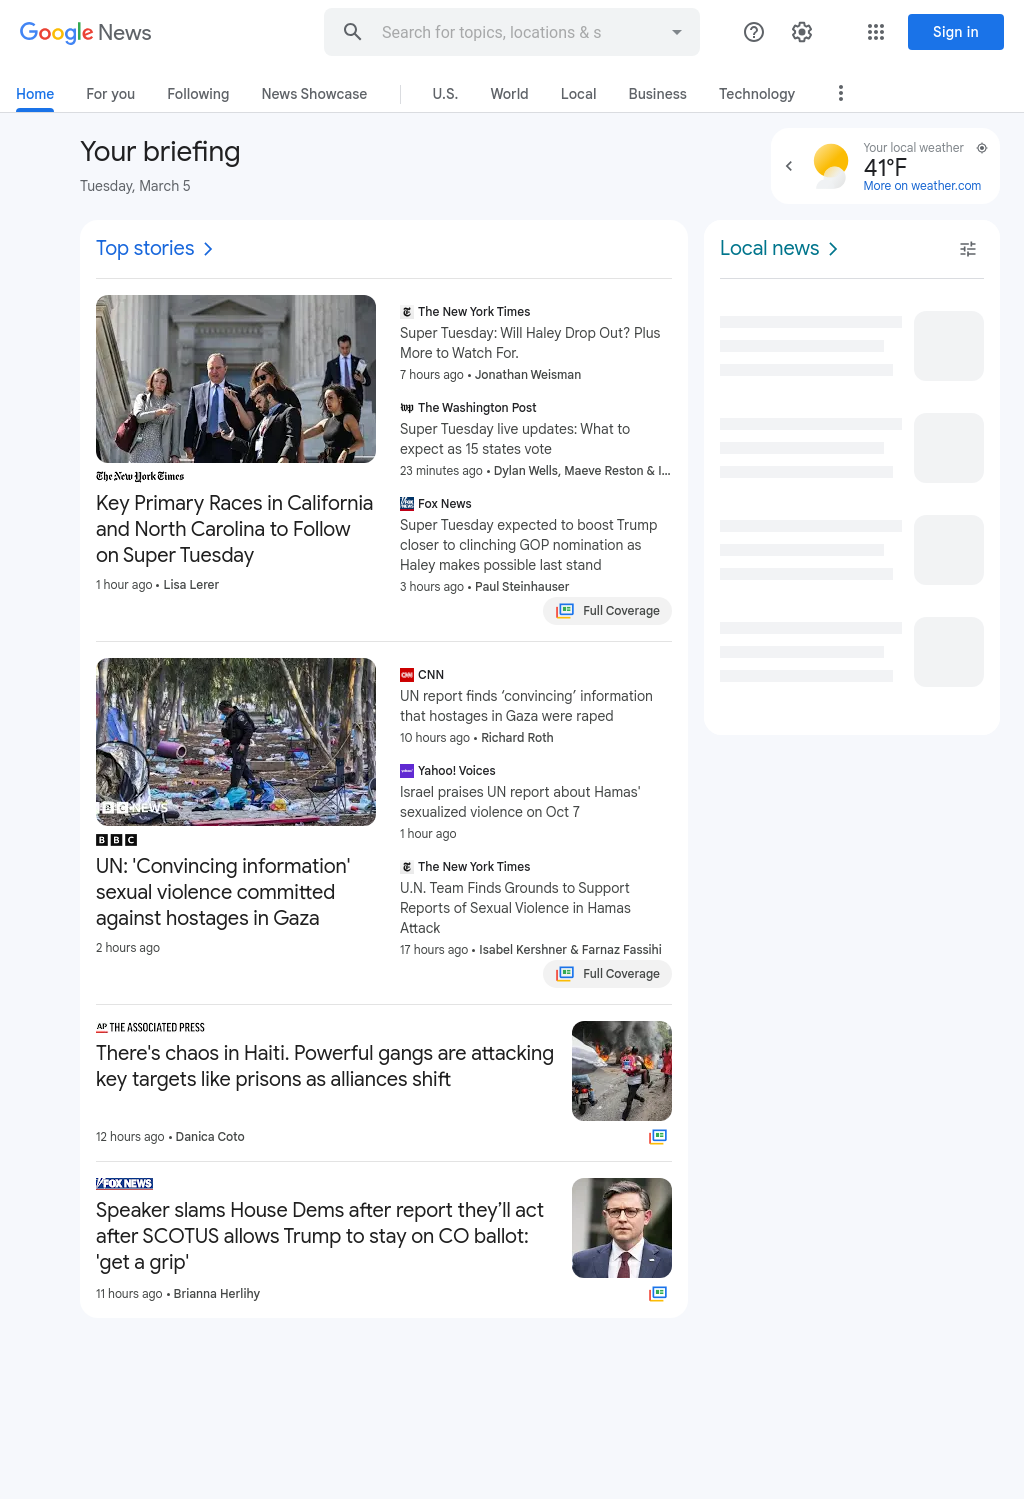 Google News
Search for topics, locations & s
Sign in
Home
For you
Following
News Showcase
U.S.
World
Local
Business
Technology
Your briefing
Tuesday, March 5
Your local weather
41°F
More on weather.com
Top stories
The New York Times
Key Primary Races in California
and North Carolina to Follow
on Super Tuesday
1 hour ago • Lisa Lerer
The New York Times
Super Tuesday: Will Haley Drop Out? Plus
More to Watch For.
7 hours ago • Jonathan Weisman
wp The Washington Post
Super Tuesday live updates: What to
expect as 15 states vote
23 minutes ago • Dylan Wells, Maeve Reston & I...
Fox News
Super Tuesday expected to boost Trump
closer to clinching GOP nomination as
Haley makes possible last stand
3 hours ago • Paul Steinhauser
Full Coverage
BBC NEWS
BBC
UN: 'Convincing information'
sexual violence committed
against hostages in Gaza
2 hours ago
CNN CNN
UN report finds ‘convincing’ information
that hostages in Gaza were raped
10 hours ago • Richard Roth
yahoo! Yahoo! Voices
Israel praises UN report about Hamas'
sexualized violence on Oct 7
1 hour ago
The New York Times
U.N. Team Finds Grounds to Support
Reports of Sexual Violence in Hamas
Attack
17 hours ago • Isabel Kershner & Farnaz Fassihi
Full Coverage
AP THE ASSOCIATED PRESS
There's chaos in Haiti. Powerful gangs are attacking
key targets like prisons as alliances shift
12 hours ago • Danica Coto
FOX NEWS
Speaker slams House Dems after report they’ll act
after SCOTUS allows Trump to stay on CO ballot:
'get a grip'
11 hours ago • Brianna Herlihy
Local news